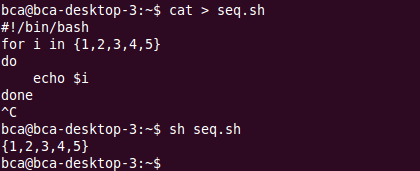 bca@bca-desktop-3:~$ cat > seq.sh
#!/bin/bash
for i in {1,2,3,4,5}
do
    echo $i
done
^C
bca@bca-desktop-3:~$ sh seq.sh
{1,2,3,4,5}
bca@bca-desktop-3:~$